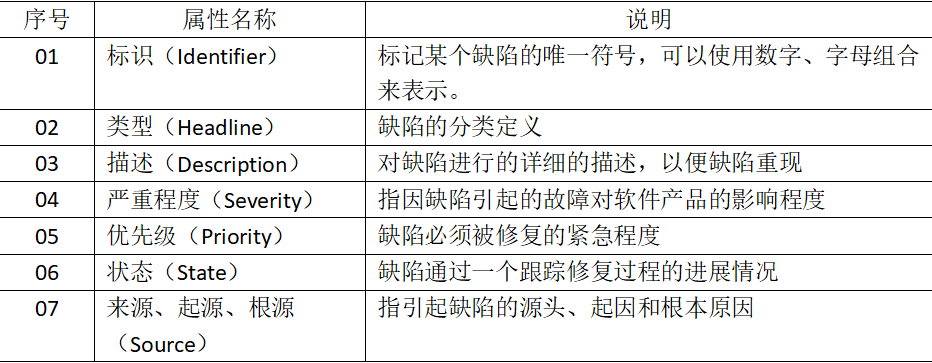 序号 属性名称 说明
01 标识（Identifier） 标记某个缺陷的唯一符号，可以使用数字、字母组合
来表示。
02 类型（Headline） 缺陷的分类定义
03 描述（Description） 对缺陷进行的详细的描述，以便缺陷重现
04 严重程度（Severity） 指因缺陷引起的故障对软件产品的影响程度
05 优先级（Priority） 缺陷必须被修复的紧急程度
06 状态（State） 缺陷通过一个跟踪修复过程的进展情况
07 来源、起源、根源 指引起缺陷的源头、起因和根本原因
（Source）